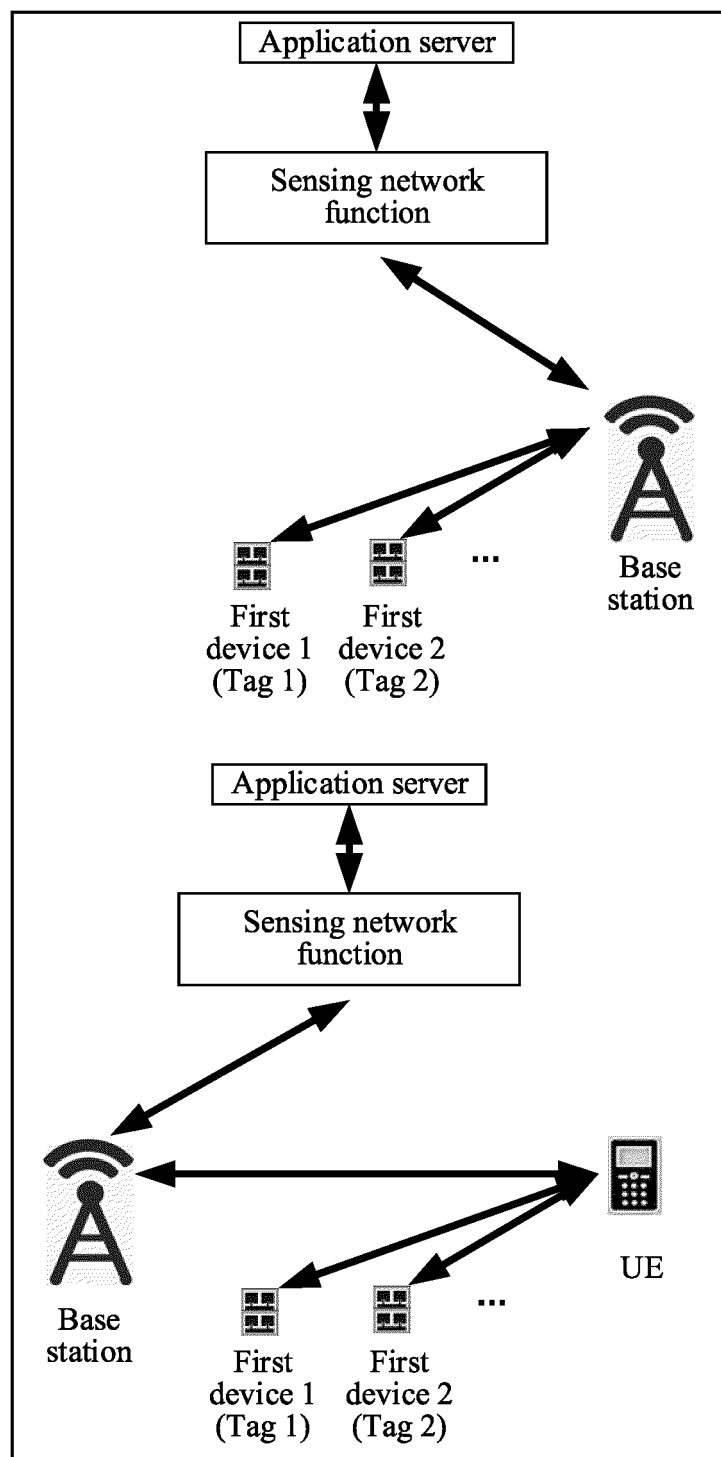 Application server
Sensing network
function
...
Base
station
First
device 1
(Tag 1)
First
device 2
(Tag 2)
Application server
Sensing network
function
...
UE
Base
station
First
device 1
(Tag 1)
First
device 2
(Tag 2)